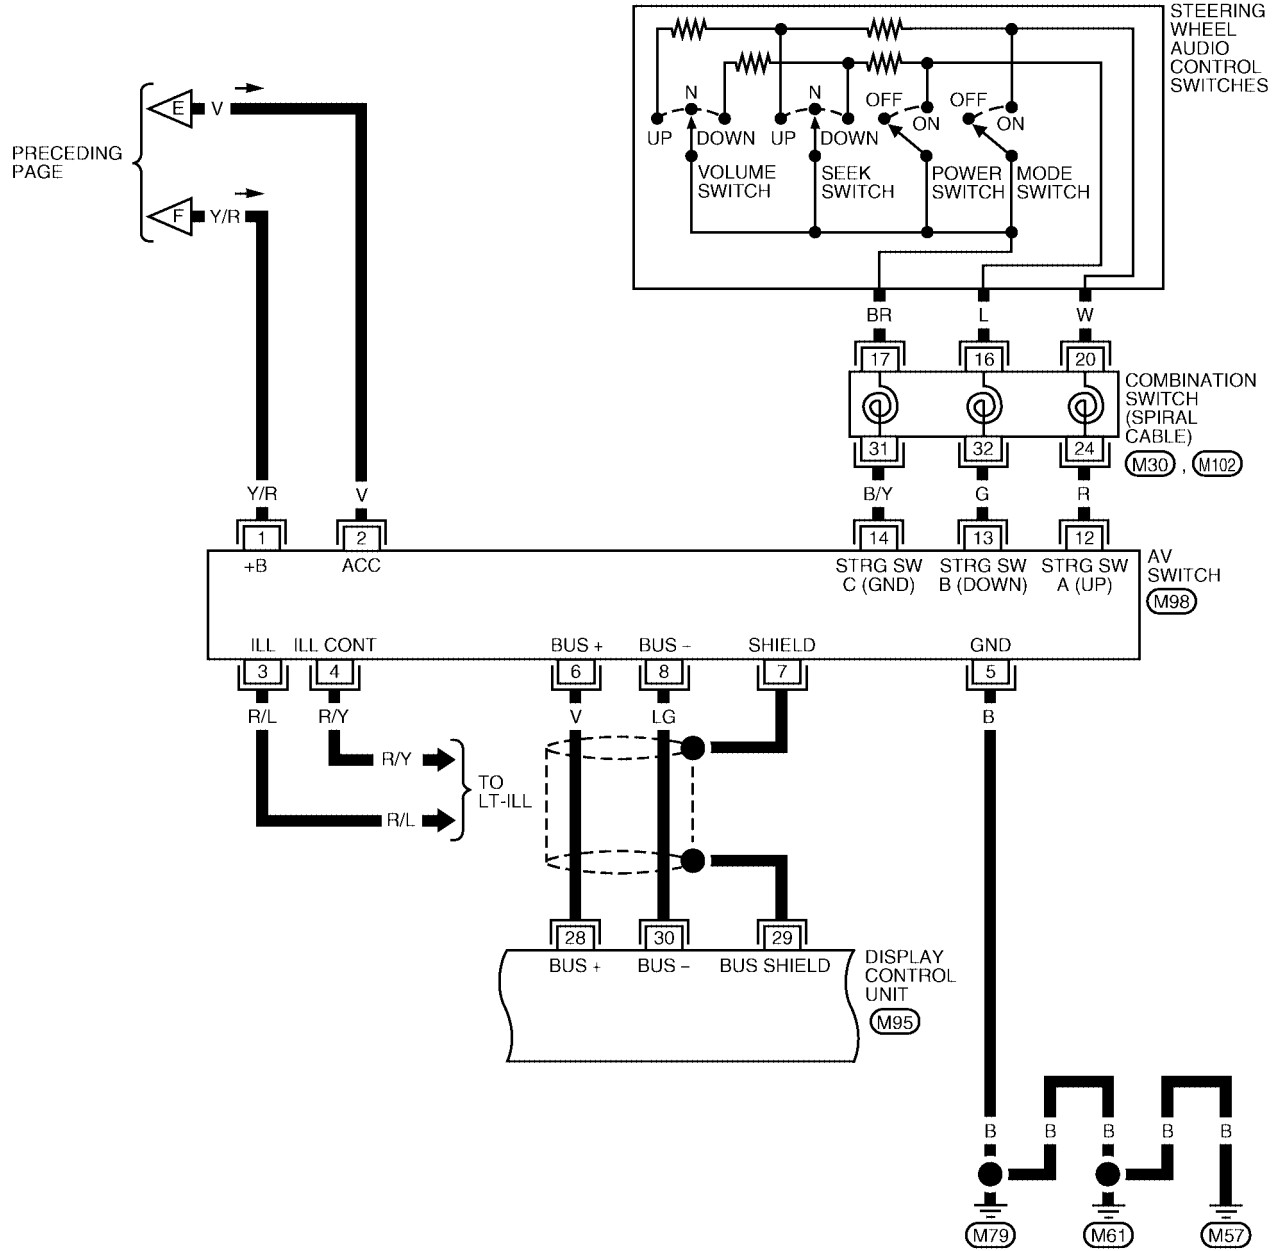 STEERING
WHEEL
AUDIO
CONTROL
SWITCHES
N
N
OFF
OFF
UP
DOWN
UP
DOWN
ON
ON
VOLUME
SWITCH
SEEK
SWITCH
POWER
SWITCH
MODE
SWITCH
PRECEDING
PAGE
E
V
F
Y/R
BR
L
W
17
16
20
COMBINATION
SWITCH
(SPIRAL
CABLE)
M30 , M102
31
32
24
Y/R
V
B/Y
G
R
1
2
14
13
12
+B
ACC
STRG SW
C (GND)
STRG SW
B (DOWN)
STRG SW
A (UP)
AV
SWITCH
M98
ILL
ILL CONT
BUS +
BUS –
SHIELD
GND
3
4
6
8
7
5
R/L
R/Y
V
LG
B
R/Y
R/L
TO
LT-ILL
28
30
29
BUS +
BUS –
BUS SHIELD
DISPLAY
CONTROL
UNIT
M95
B
B
B
B
B
M79
M61
M57